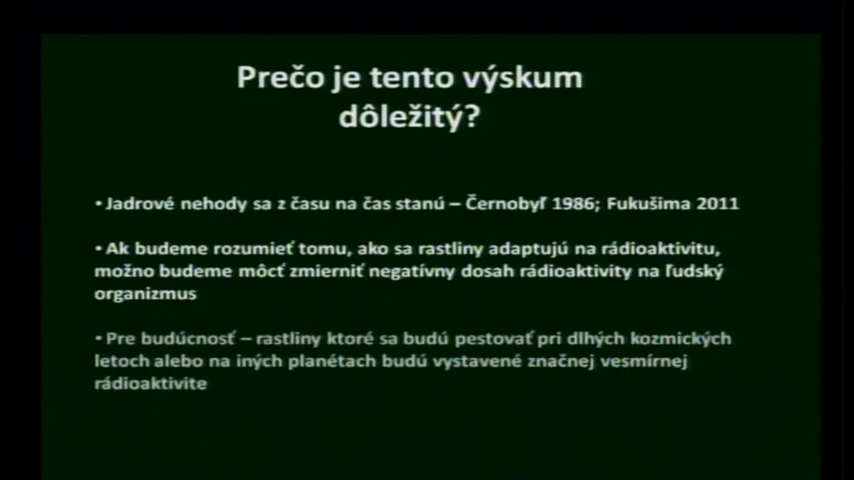 Prečo je tento výskum
dôležitý?
• Jadrové nehody sa z času na čas stanú – Černobyľ 1986; Fukušima 2011
• Ak budeme rozumieť tomu, ako sa rastliny adaptujú na rádioaktivitu,
možno budeme môcť zmierniť negatívny dosah rádioaktivity na ľudský
organizmus
• Pre budúcnosť – rastliny ktoré sa budú pestovať pri dlhých kozmických
letoch alebo na iných planétach budú vystavené značnej vesmírnej
rádioaktivite